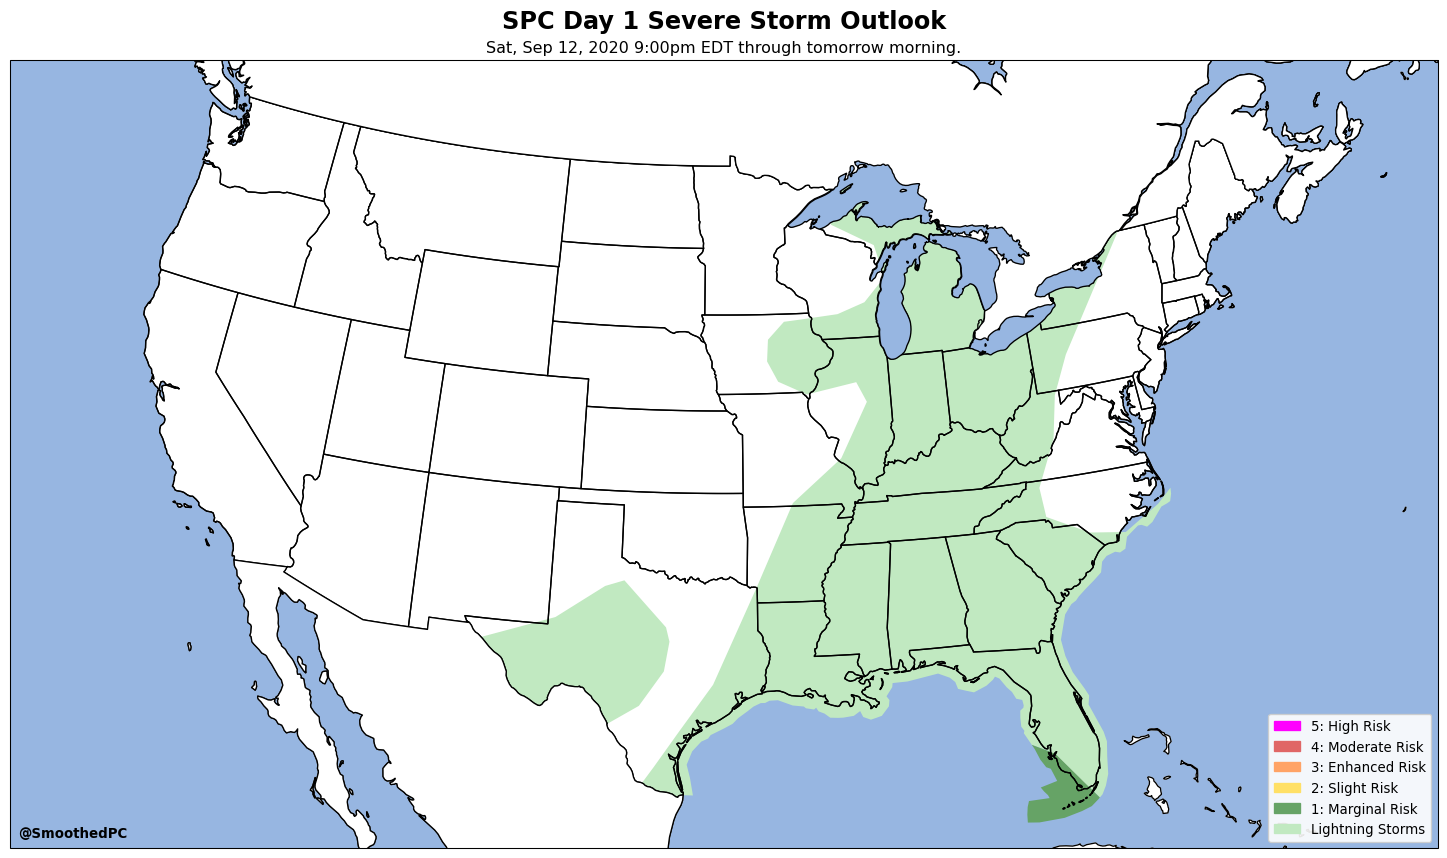 SPC Day 1 Severe Storm Outlook
Sat, Sep 12, 2020 9:00pm EDT through tomorrow morning.
5: High Risk
4: Moderate Risk
3: Enhanced Risk
2: Slight Risk
1: Marginal Risk
Lightning Storms
@SmoothedPC